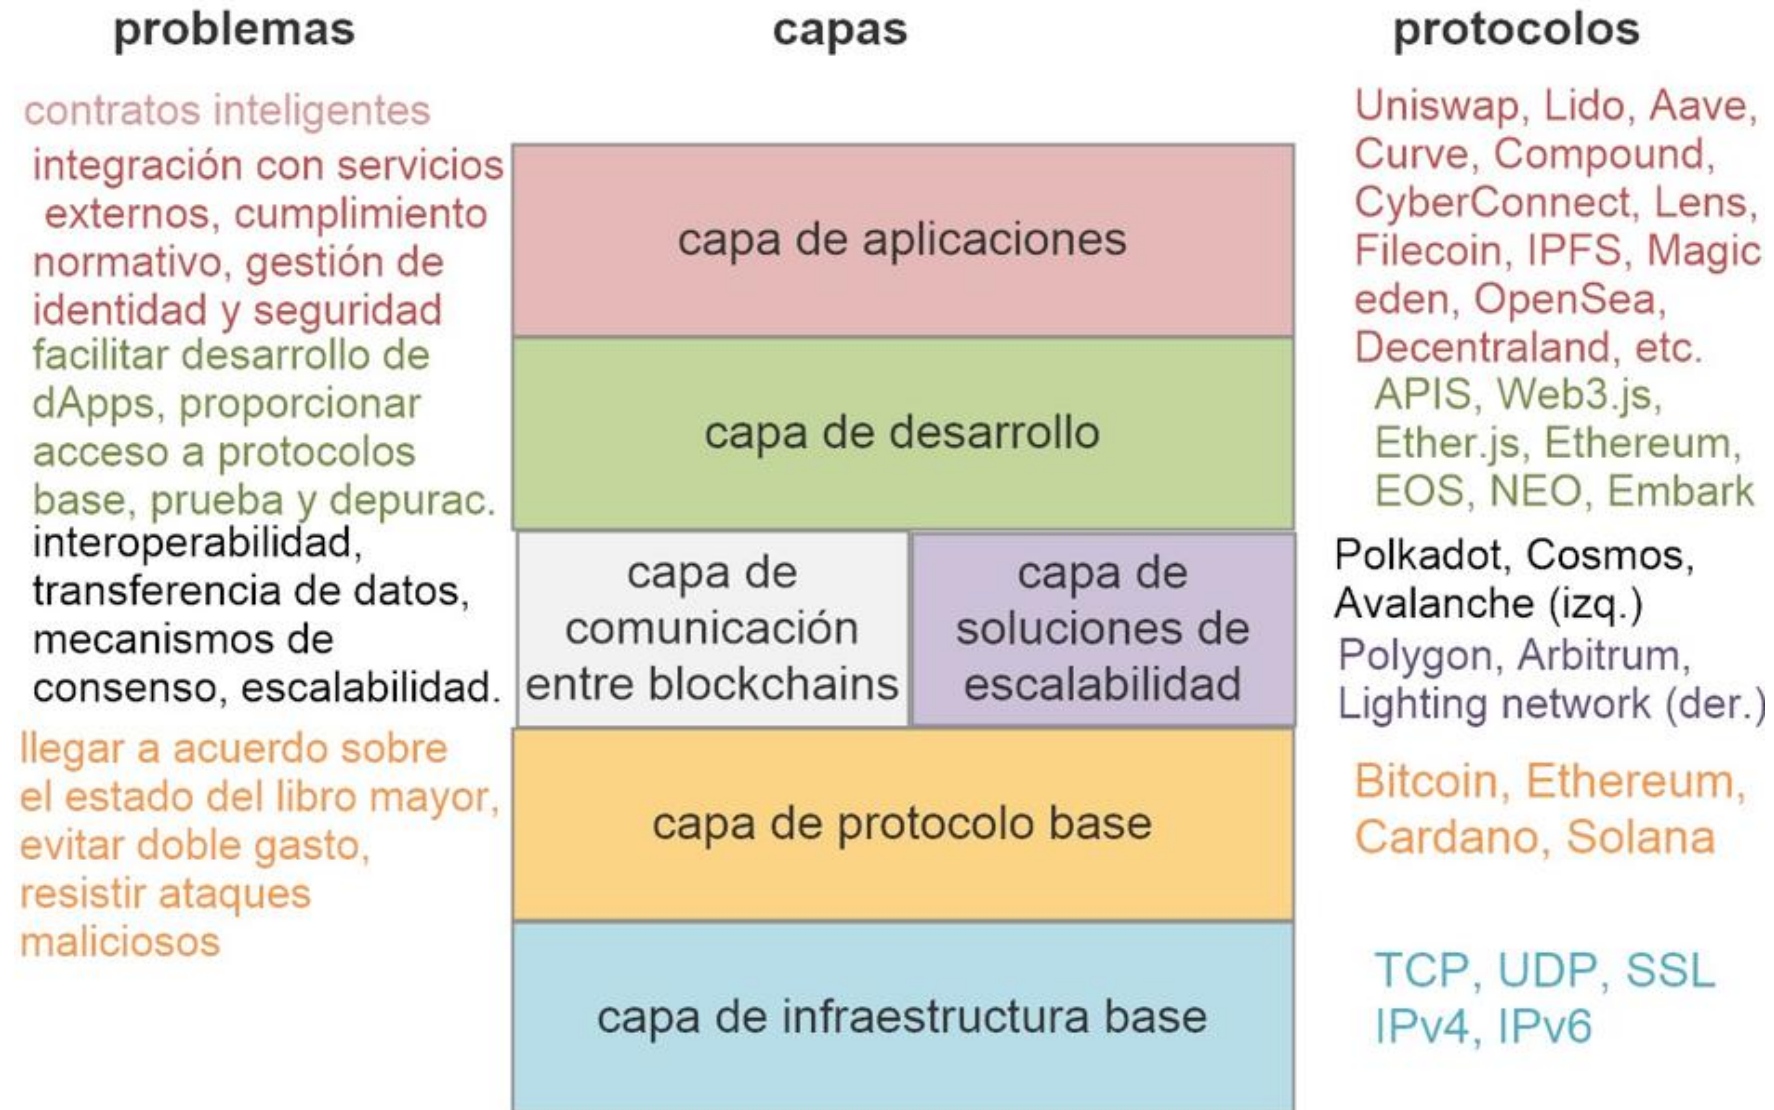 problemas
capas
protocolos
contratos inteligentes
integración con servicios
externos, cumplimiento
normativo, gestión de
identidad y seguridad
facilitar desarrollo de
dApps, proporcionar
acceso a protocolos
base, prueba y depurac.
interoperabilidad,
transferencia de datos,
mecanismos de
consenso, escalabilidad.
llegar a acuerdo sobre
el estado del libro mayor,
evitar doble gasto,
resistir ataques
maliciosos
capa de aplicaciones
capa de desarrollo
capa de
comunicación
entre blockchains
capa de
soluciones de
escalabilidad
capa de protocolo base
capa de infraestructura base
Uniswap, Lido, Aave,
Curve, Compound,
CyberConnect, Lens,
Filecoin, IPFS, Magic
eden, OpenSea,
Decentraland, etc.
APIS, Web3.js,
Ether.js, Ethereum,
EOS, NEO, Embark
Polkadot, Cosmos,
Avalanche (izq.)
Polygon, Arbitrum,
Lighting network (der.)
Bitcoin, Ethereum,
Cardano, Solana
TCP, UDP, SSL
IPv4, IPv6